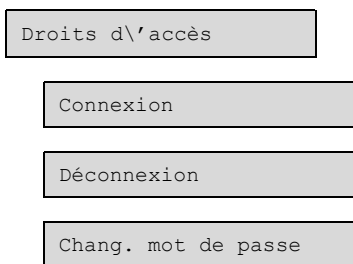 Droits d\'accès
Connexion
Déconnexion
Chang. mot de passe